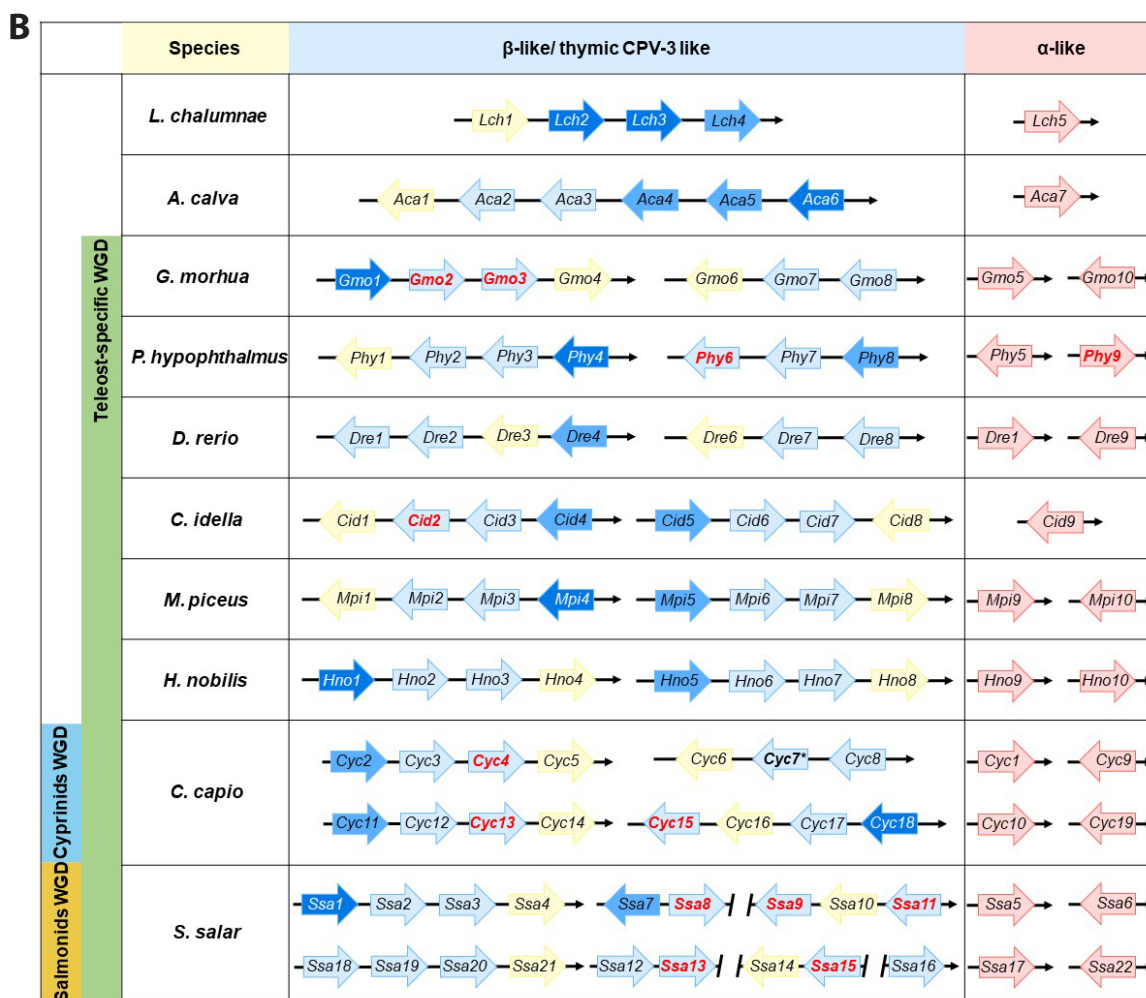 B
Species β-like/ thymic CPV-3 like α-like
L. chalumnae Lch1 Lch2 Lch3 Lch4 Lch5
A. calva Aca1 Aca2 Aca3 Aca4 Aca5 Aca6 Aca7
Teleost-specific WGD
G. morhua Gmo1 Gmo2 Gmo3 Gmo4 Gmo6 Gmo7 Gmo8 Gmo5 Gmo10
P. hypophthalmus Phy1 Phy2 Phy3 Phy4 Phy6 Phy7 Phy8 Phy5 Phy9
D. rerio Dre1 Dre2 Dre3 Dre4 Dre6 Dre7 Dre8 Dre1 Dre9
C. idella Cid1 Cid2 Cid3 Cid4 Cid5 Cid6 Cid7 Cid8 Cid9
M. piceus Mpi1 Mpi2 Mpi3 Mpi4 Mpi5 Mpi6 Mpi7 Mpi8 Mpi9 Mpi10
H. nobilis Hno1 Hno2 Hno3 Hno4 Hno5 Hno6 Hno7 Hno8 Hno9 Hno10
Cyprinids WGD
C. capio
Cyc2 Cyc3 Cyc4 Cyc5 Cyc6 Cyc7* Cyc8 Cyc1 Cyc9
Cyc11 Cyc12 Cyc13 Cyc14 Cyc15 Cyc16 Cyc17 Cyc18 Cyc10 Cyc19
Salmonids WGD
S. salar
Ssa1 Ssa2 Ssa3 Ssa4 Ssa7 Ssa8 Ssa9 Ssa10 Ssa11 Ssa5 Ssa6
Ssa18 Ssa19 Ssa20 Ssa21 Ssa12 Ssa13 Ssa14 Ssa15 Ssa16 Ssa17 Ssa22